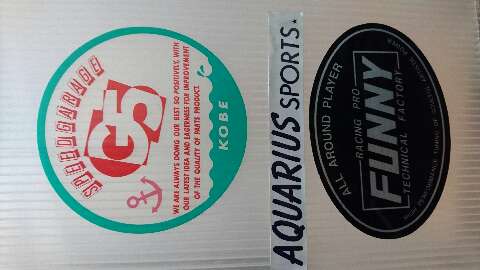 SPEED GARAGE
G5
WE ARE ALWAYS DOING OUR BEST SO POSITIVELY, WITH
OUR LATEST IDEA AND EAGERNESS FOR IMPROVEMENT
OF THE QUALITY OF PARTS PRODUCT.
KOBE
AQUARIUS SPORTS.
ALL AROUND PLAYER
RACING PRO
FUNNY
TECHNICAL FACTORY